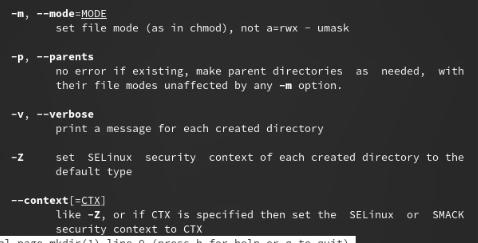 -m, --mode=MODE
set file mode (as in chmod), not a=rwx - umask
-p, --parents
no error if existing, make parent directories as needed, with
their file modes unaffected by any -m option.
-v, --verbose
print a message for each created directory
-Z set SELinux security context of each created directory to the
default type
--context[=CTX]
like -Z, or if CTX is specified then set the SELinux or SMACK
security context to CTX
al page mkdir(1) line 9 (press h for help or q to quit)